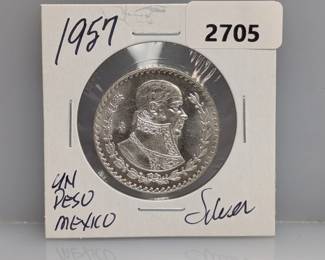 1957
2705
UN
PESO
MEXICO
Silver